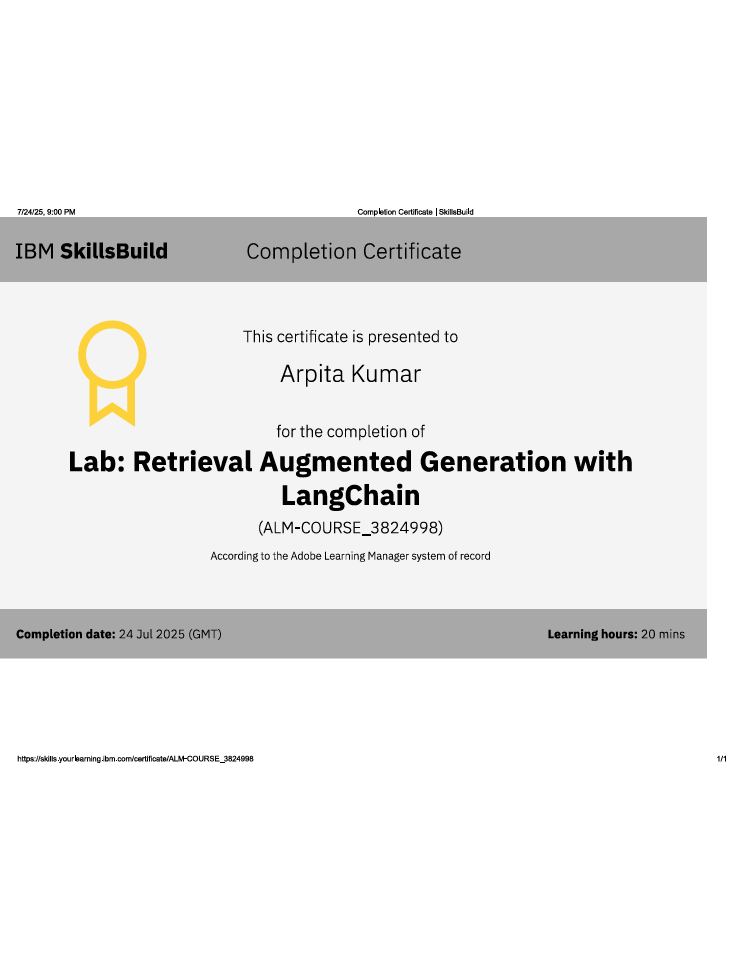 7/24/25, 9:00 PM Completion Certificate | SkillsBuild
IBM SkillsBuild Completion Certificate
This certificate is presented to
Arpita Kumar
for the completion of
Lab: Retrieval Augmented Generation with
LangChain
(ALM-COURSE_3824998)
According to the Adobe Learning Manager system of record
Completion date: 24 Jul 2025 (GMT) Learning hours: 20 mins
https://skills.yourlearning.ibm.com/certificate/ALM-COURSE_3824998 1/1